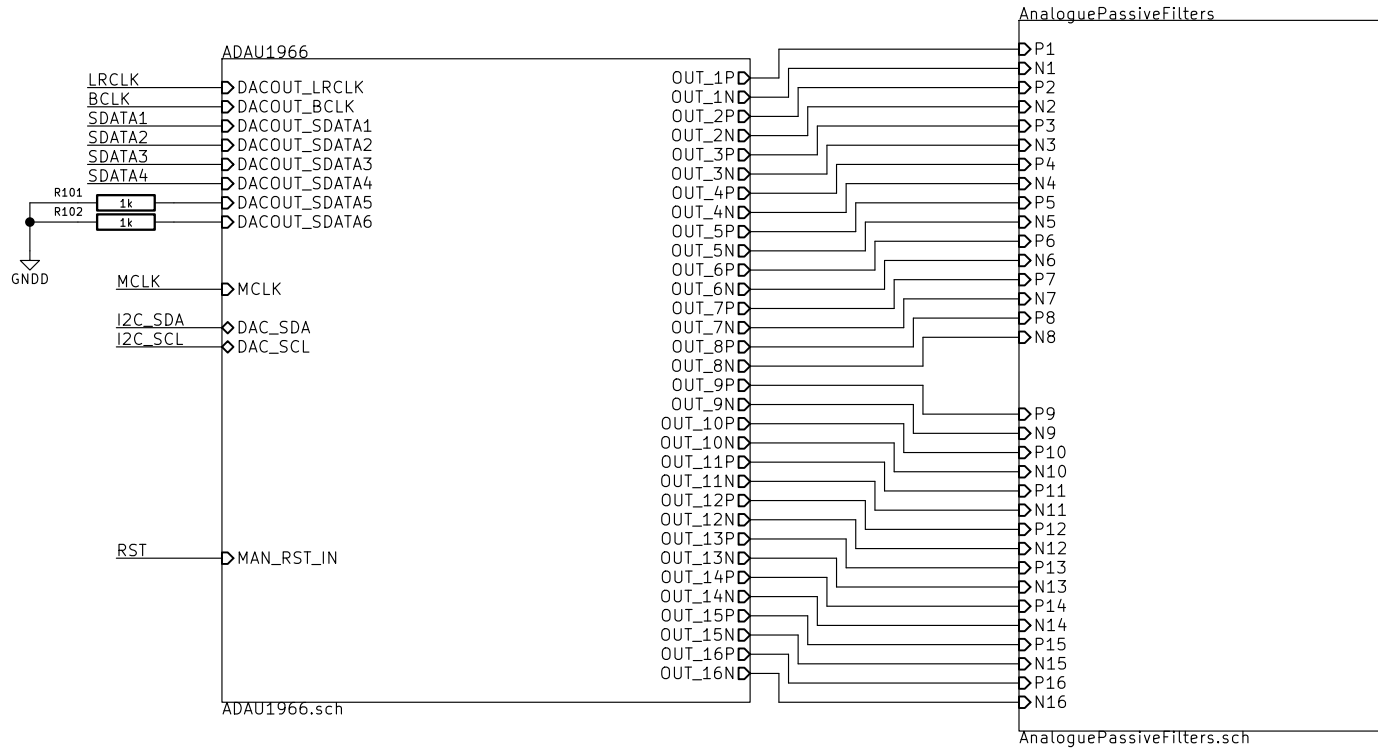 AnaloguePassiveFilters
ADAU1966
LRCLK
BCLK
SDATA1
SDATA2
SDATA3
SDATA4
R101
1k
R102
1k
GNDD
MCLK
I2C_SDA
I2C_SCL
RST
DACOUT_LRCLK
DACOUT_BCLK
DACOUT_SDATA1
DACOUT_SDATA2
DACOUT_SDATA3
DACOUT_SDATA4
DACOUT_SDATA5
DACOUT_SDATA6
MCLK
DAC_SDA
DAC_SCL
MAN_RST_IN
OUT_1P
OUT_1N
OUT_2P
OUT_2N
OUT_3P
OUT_3N
OUT_4P
OUT_4N
OUT_5P
OUT_5N
OUT_6P
OUT_6N
OUT_7P
OUT_7N
OUT_8P
OUT_8N
OUT_9P
OUT_9N
OUT_10P
OUT_10N
OUT_11P
OUT_11N
OUT_12P
OUT_12N
OUT_13P
OUT_13N
OUT_14P
OUT_14N
OUT_15P
OUT_15N
OUT_16P
OUT_16N
P1
N1
P2
N2
P3
N3
P4
N4
P5
N5
P6
N6
P7
N7
P8
N8
P9
N9
P10
N10
P11
N11
P12
N12
P13
N13
P14
N14
P15
N15
P16
N16
ADAU1966.sch
AnaloguePassiveFilters.sch